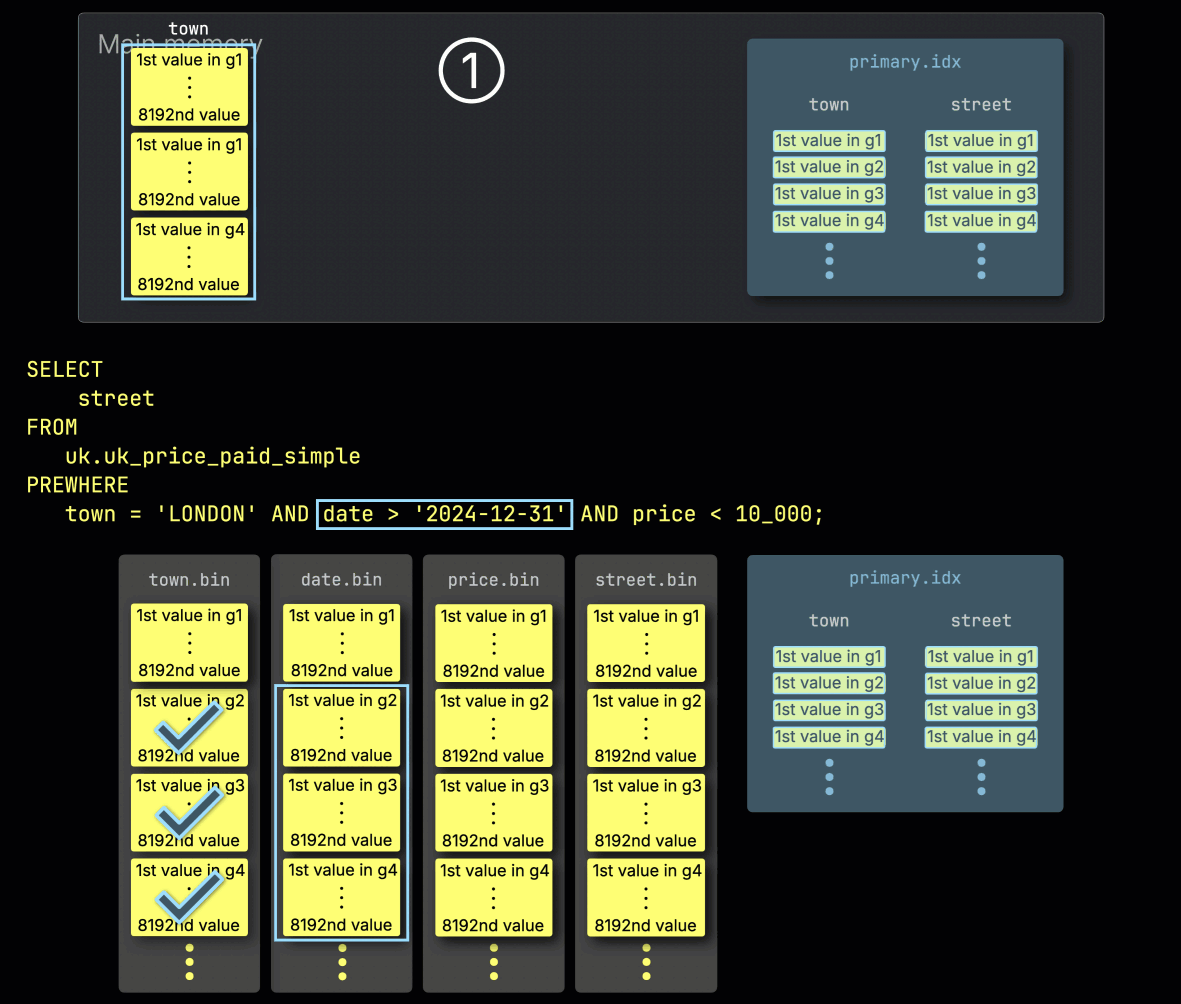 town
Main memory
1st value in g1
8192nd value
1st value in g1
8192nd value
1st value in g4
8192nd value
1
primary.idx
town street
1st value in g1 1st value in g1
1st value in g2 1st value in g2
1st value in g3 1st value in g3
1st value in g4 1st value in g4
SELECT
street
FROM
uk.uk_price_paid_simple
PREWHERE
town = 'LONDON' AND date > '2024-12-31' AND price < 10_000;
town.bin date.bin price.bin street.bin
1st value in g1 1st value in g1 1st value in g1 1st value in g1
8192nd value 8192nd value 8192nd value 8192nd value
1st value in g2 1st value in g2 1st value in g2 1st value in g2
8192nd value 8192nd value 8192nd value 8192nd value
1st value in g3 1st value in g3 1st value in g3 1st value in g3
8192nd value 8192nd value 8192nd value 8192nd value
1st value in g4 1st value in g4 1st value in g4 1st value in g4
8192nd value 8192nd value 8192nd value 8192nd value
primary.idx
town street
1st value in g1 1st value in g1
1st value in g2 1st value in g2
1st value in g3 1st value in g3
1st value in g4 1st value in g4